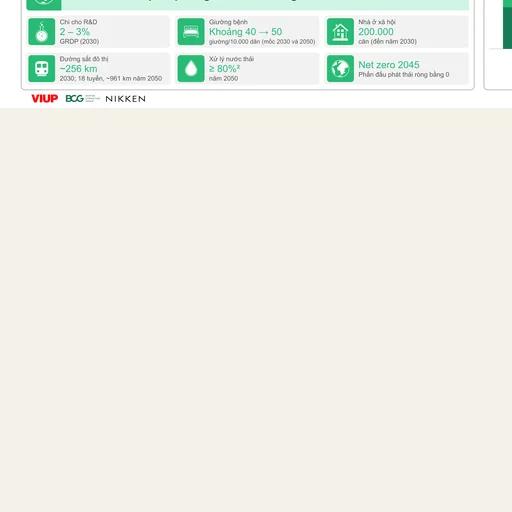 Chi cho R&D
2 – 3%
GRDP (2030)
Giường bệnh
Khoảng 40 → 50
giường/10.000 dân (mốc 2030 và 2050)
Nhà ở xã hội
200.000
căn (đến năm 2030)
Đường sắt đô thị
~256 km
2030; 18 tuyến, ~961 km năm 2050
Xử lý nước thải
≥ 80%²
năm 2050
Net zero 2045
Phấn đấu phát thải ròng bằng 0
VIUP
BCG
NIKKEN